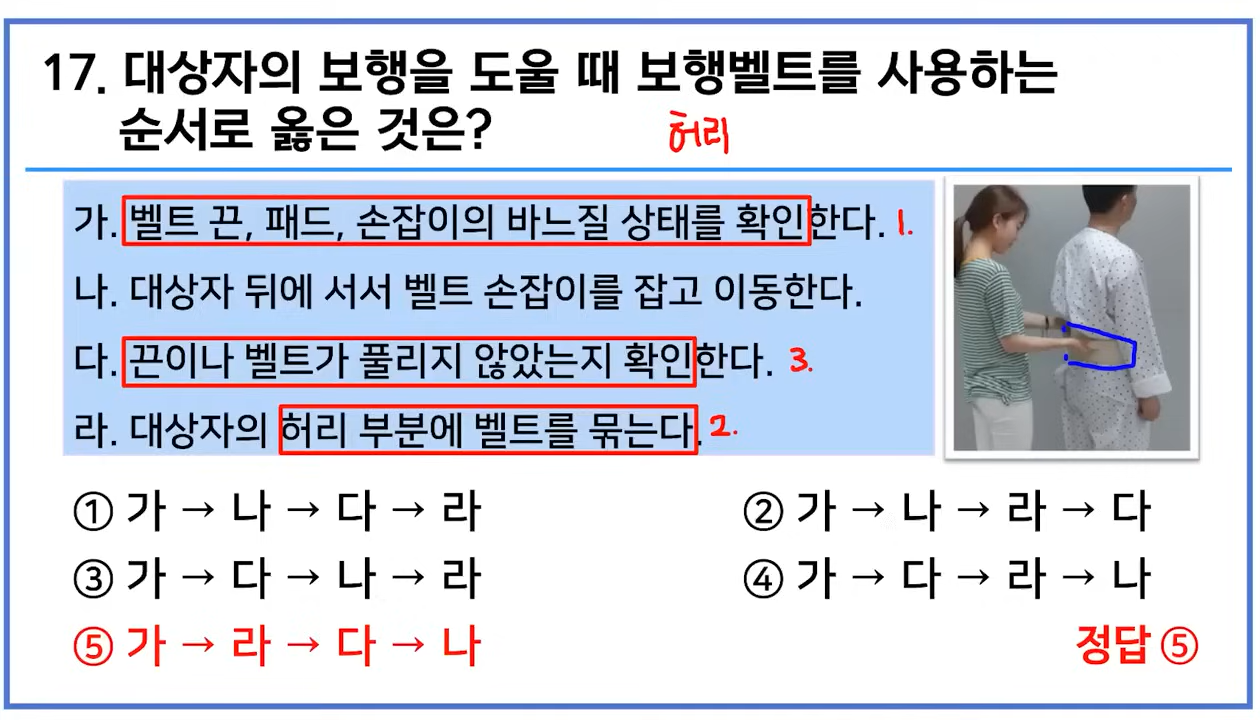 17. 대상자의 보행을 도울 때 보행벨트를 사용하는
순서로 옳은 것은?
허리
가. 벨트 끈, 패드, 손잡이의 바느질 상태를 확인한다. 1.
나. 대상자 뒤에 서서 벨트 손잡이를 잡고 이동한다.
다. 끈이나 벨트가 풀리지 않았는지 확인한다. 3.
라. 대상자의 허리 부분에 벨트를 묶는다. 2.
① 가 → 나 → 다 → 라
② 가 → 나 → 라 → 다
③ 가 → 다 → 나 → 라
④ 가 → 다 → 라 → 나
⑤ 가 → 라 → 다 → 나
정답 ⑤